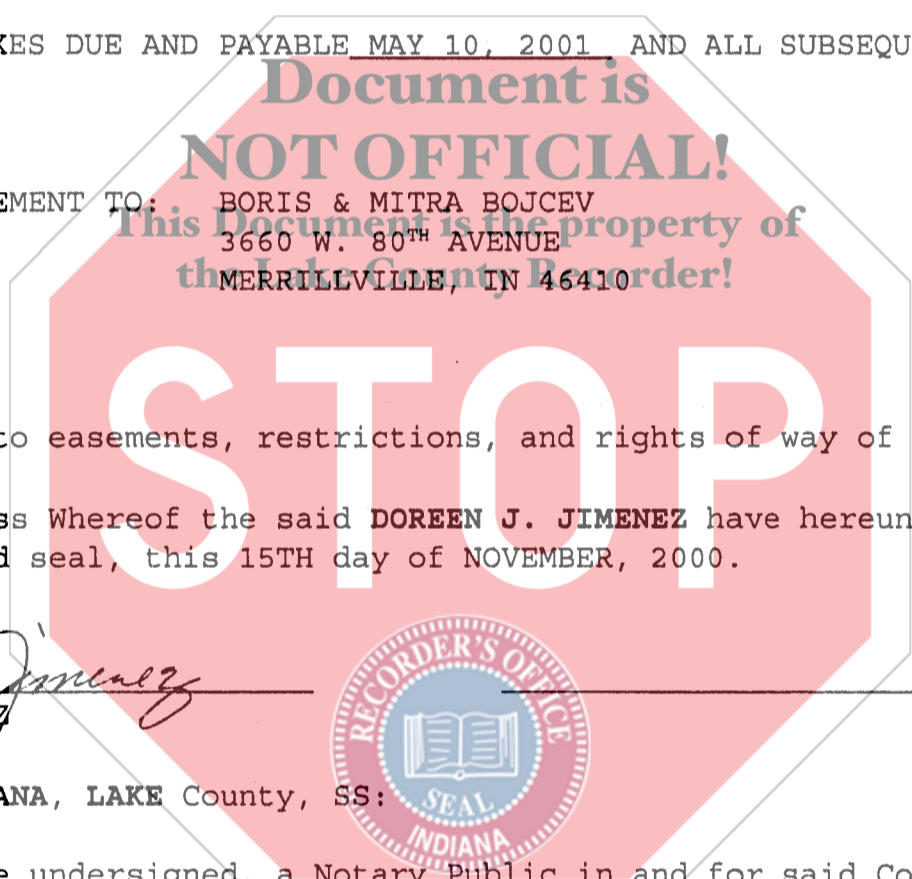 KES DUE AND PAYABLE MAY 10, 2001 AND ALL SUBSEQU
Document is
NOT OFFICIAL!
EMENT TO: BORIS & MITRA BOJCEV
This Document is the property of
3660 W. 80TH AVENUE
the Lake County Recorder!
MERRILLVILLE, IN 46410
STOP
to easements, restrictions, and rights of way of
ss Whereof the said DOREEN J. JIMENEZ have hereun
d seal, this 15TH day of NOVEMBER, 2000.
Jimenez
Z
RECORDER'S OFFICE
SEAL
INDIANA
ANA, LAKE County, SS:
e undersigned, a Notary Public in and for said Co